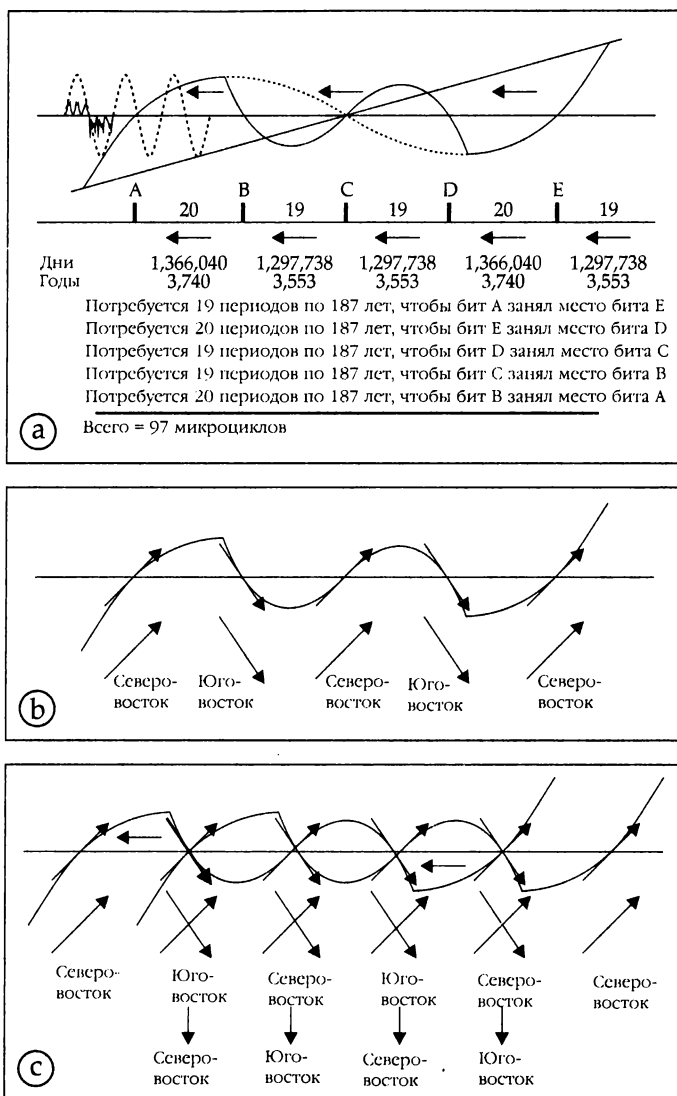 A B C D E
20 19 19 20 19
Дни 1,366,040 1,297,738 1,297,738 1,366,040 1,297,738
Годы 3,740 3,553 3,553 3,740 3,553
Потребуется 19 периодов по 187 лет, чтобы бит A занял место бита E
Потребуется 20 периодов по 187 лет, чтобы бит E занял место бита D
Потребуется 19 периодов по 187 лет, чтобы бит D занял место бита C
Потребуется 19 периодов по 187 лет, чтобы бит C занял место бита B
Потребуется 20 периодов по 187 лет, чтобы бит B занял место бита A
a
Всего = 97 микроциклов
Северо- Юго- Северо- Юго- Северо-
восток восток восток восток восток
b
Северо- Юго- Северо- Юго- Северо- Северо-
восток восток восток восток восток восток
Северо- Юго- Северо- Юго-
восток восток восток восток
c